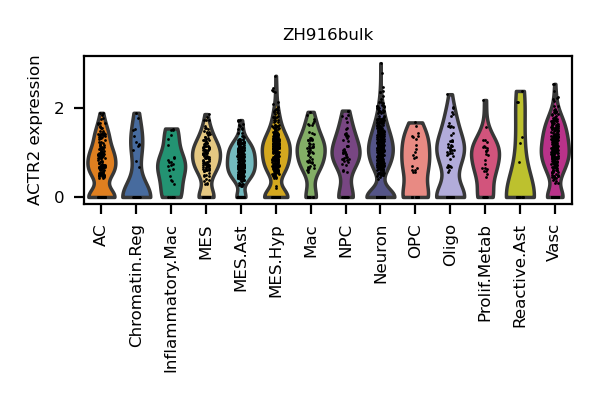 ZH916bulk
ACTR2 expression
2
0
AC
Chromatin.Reg
Inflammatory.Mac
MES
MES.Ast
MES.Hyp
Mac
NPC
Neuron
OPC
Oligo
Prolif.Metab
Reactive.Ast
Vasc